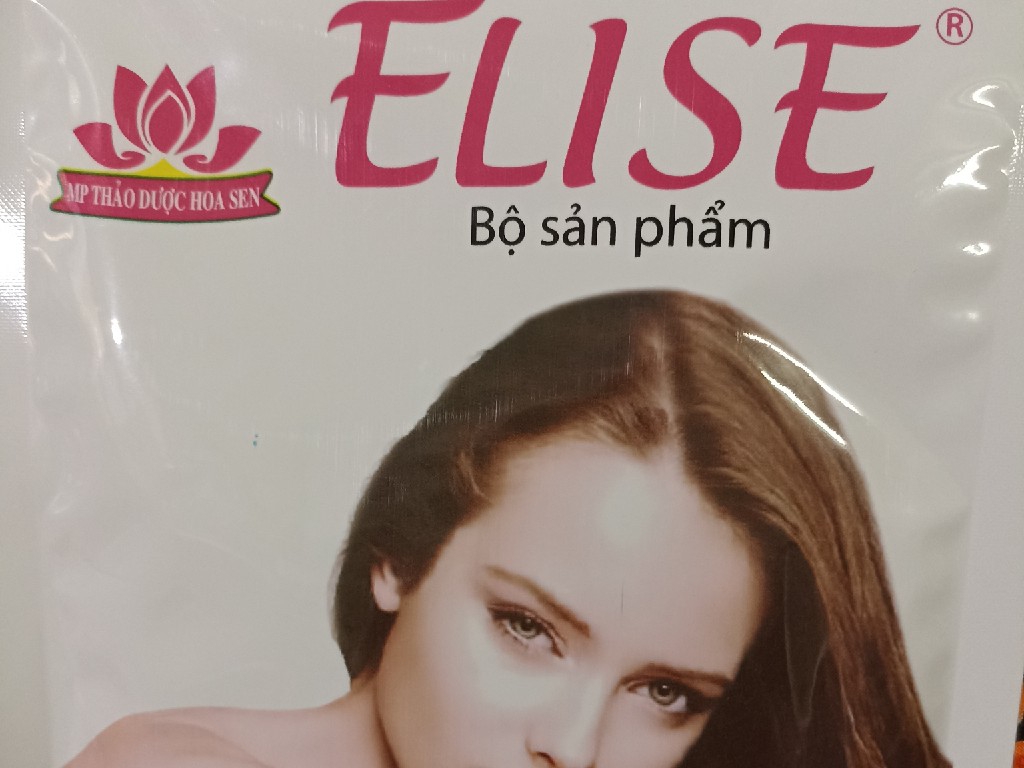 ELISE ®
MP THẢO DƯỢC HOA SEN
Bộ sản phẩm